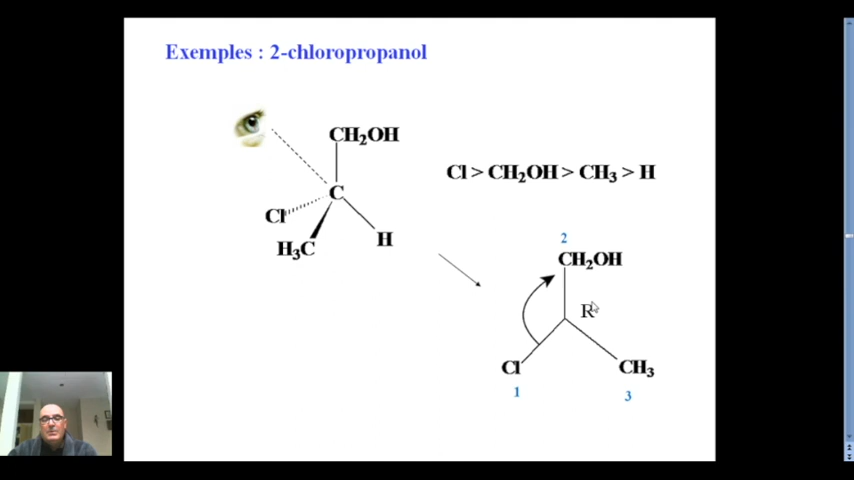 Exemples : 2-chloropropanol
CH₂OH
Cl > CH₂OH > CH₃ > H
C
Cl
H
H₃C
2
CH₂OH
R
Cl
CH₃
1
3